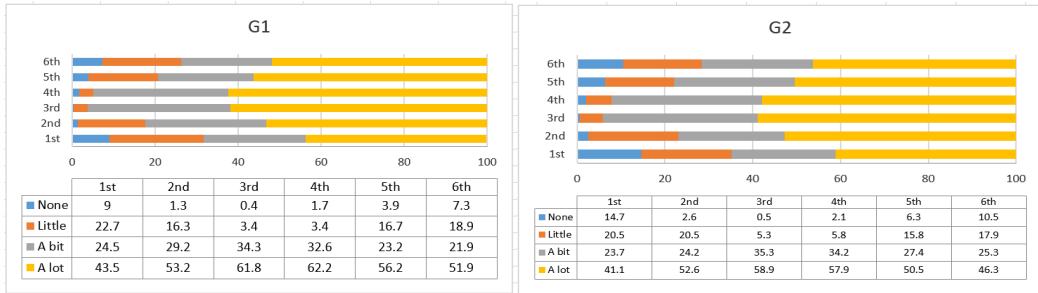 G1
6th
5th
4th
3rd
2nd
1st
0 20 40 60 80 100
1st 2nd 3rd 4th 5th 6th
None 9 1.3 0.4 1.7 3.9 7.3
Little 22.7 16.3 3.4 3.4 16.7 18.9
A bit 24.5 29.2 34.3 32.6 23.2 21.9
A lot 43.5 53.2 61.8 62.2 56.2 51.9
G2
6th
5th
4th
3rd
2nd
1st
0 20 40 60 80 100
1st 2nd 3rd 4th 5th 6th
None 14.7 2.6 0.5 2.1 6.3 10.5
Little 20.5 20.5 5.3 5.8 15.8 17.9
A bit 23.7 24.2 35.3 34.2 27.4 25.3
A lot 41.1 52.6 58.9 57.9 50.5 46.3